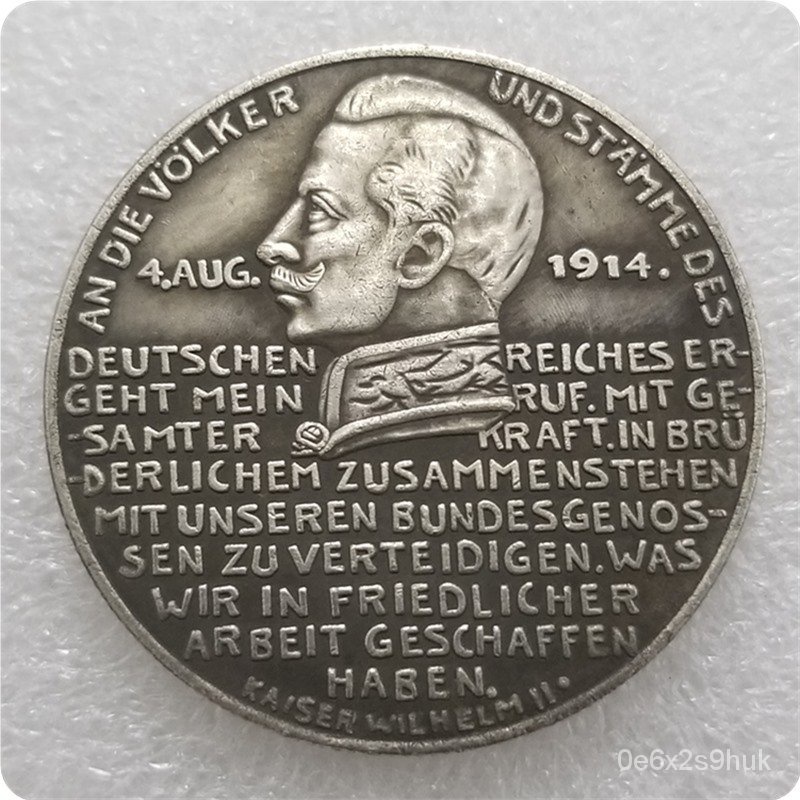 AN DIE VÖLKER UND STÄMME DES
4.AUG. 1914.
DEUTSCHEN REICHES ER-
GEHT MEIN RUF. MIT GE-
-SAMTER KRAFT. IN BRÜ
-DERLICHEM ZUSAMMENSTEHEN
MIT UNSEREN BUNDESGENOS-
SEN ZU VERTEIDIGEN. WAS
WIR IN FRIEDLICHER
ARBEIT GESCHAFFEN
HABEN.
KAISER WILHELM II.
0e6x2s9huk